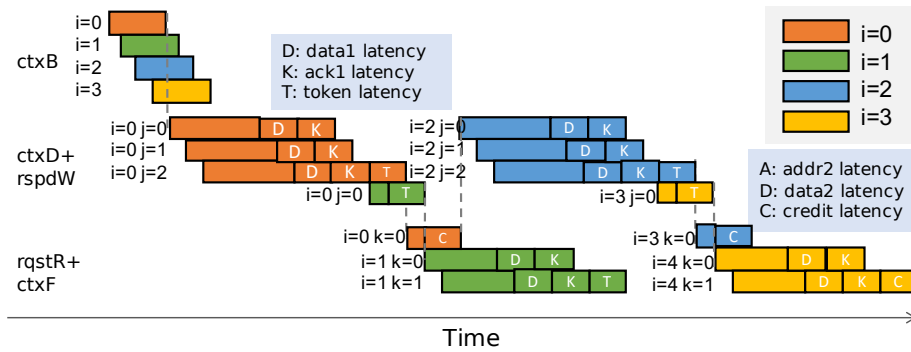 i=0
i=1
i=2
i=3
ctxB
D: data1 latency
K: ack1 latency
T: token latency
i=0
i=1
i=2
i=3
ctxD+
rspdW
i=0 j=0 D K
i=0 j=1 D K
i=0 j=2 D K T
i=0 j=0 T
i=2 j=0 D K
i=2 j=1 D K
i=2 j=2 D K T
i=3 j=0 T
A: addr2 latency
D: data2 latency
C: credit latency
rqstR+
ctxF
i=0 k=0 C
i=1 k=0 D K
i=1 k=1 D K T
i=3 k=0 C
i=4 k=0 D K
i=4 k=1 D K C
Time